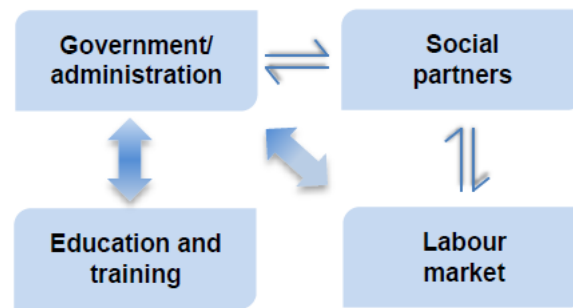 Government/
administration
Social
partners
Education and
training
Labour
market